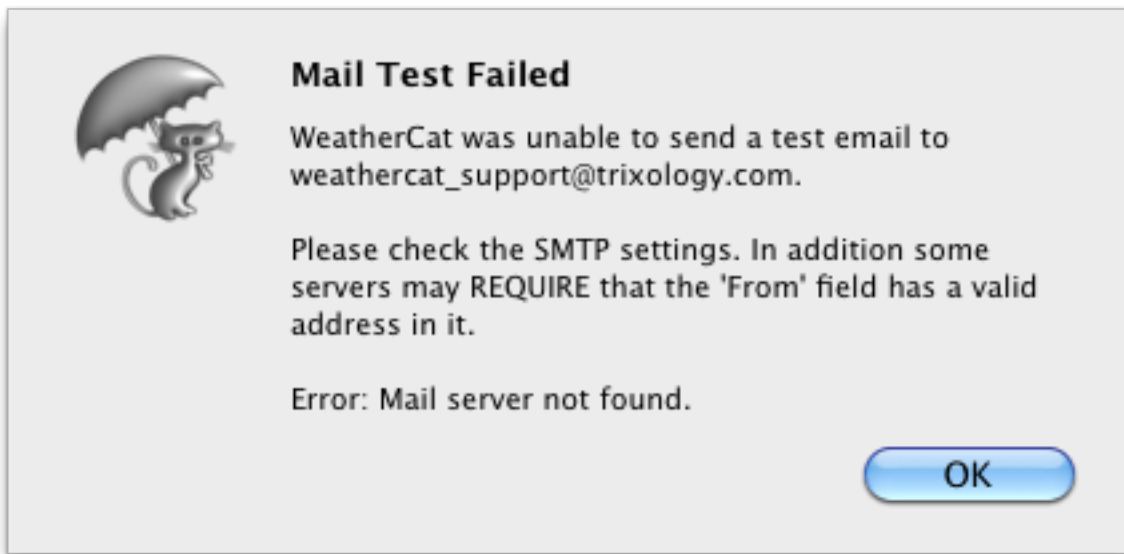 Mail Test Failed
WeatherCat was unable to send a test email to
weathercat_support@trixology.com.
Please check the SMTP settings. In addition some
servers may REQUIRE that the 'From' field has a valid
address in it.
Error: Mail server not found.
OK